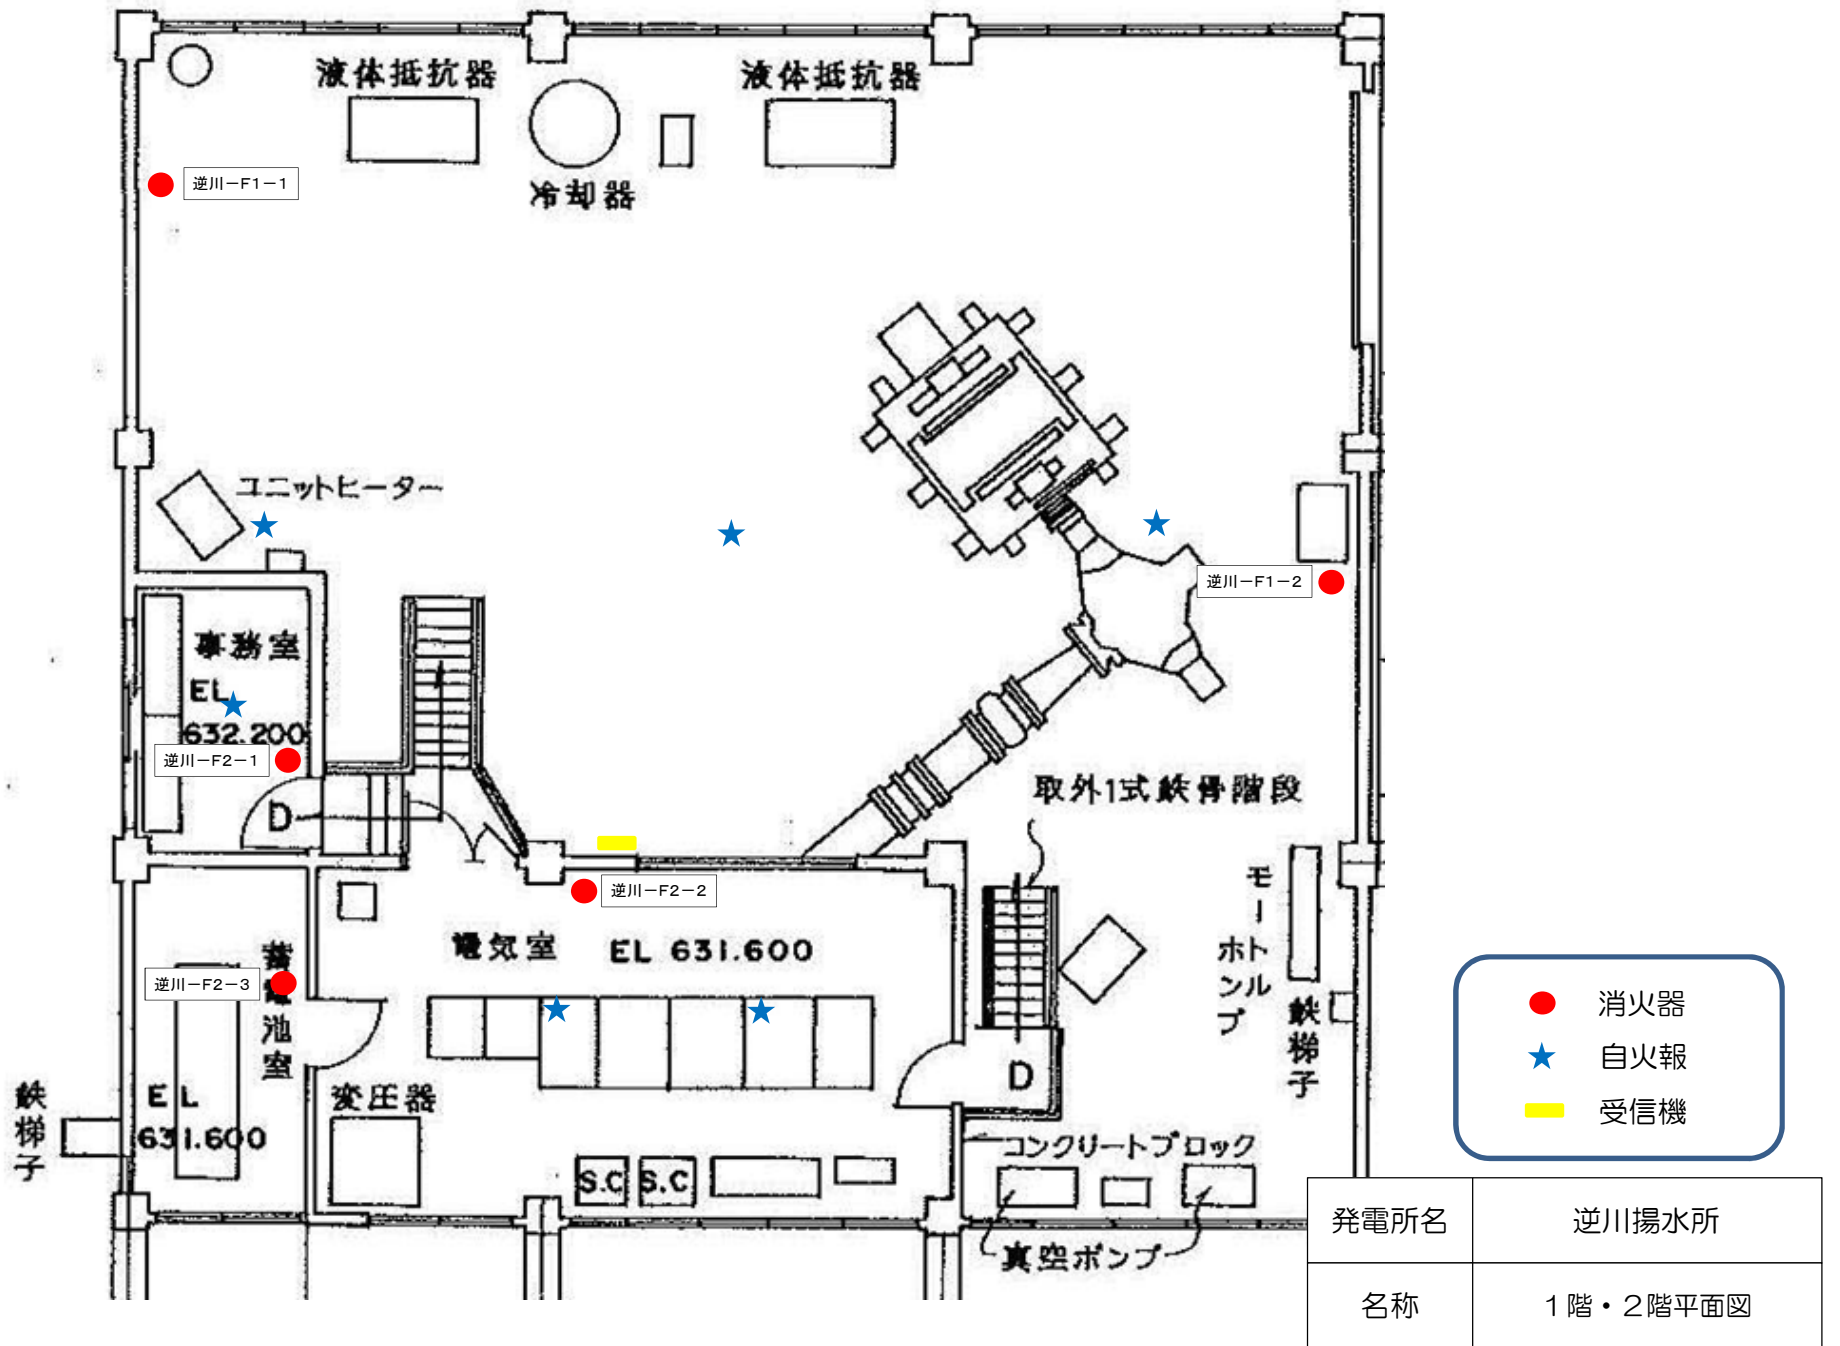 液体抵抗器
液体抵抗器
冷却器
逆川ーF1ー1
ユニットヒーター
逆川ーF1ー2
事務室
EL
632.200
逆川ーF2ー1
D
取外1式鉄骨階段
逆川ーF2ー2
電気室 EL 631.600
モートルポンプ
蓄電池室
逆川ーF2ー3
鉄梯子
D
変圧器
EL
631.600
鉄梯子
コンクリートブロック
S.C S.C
真空ポンプ
消火器
自火報
受信機
発電所名 逆川揚水所
名称 1階・2階平面図